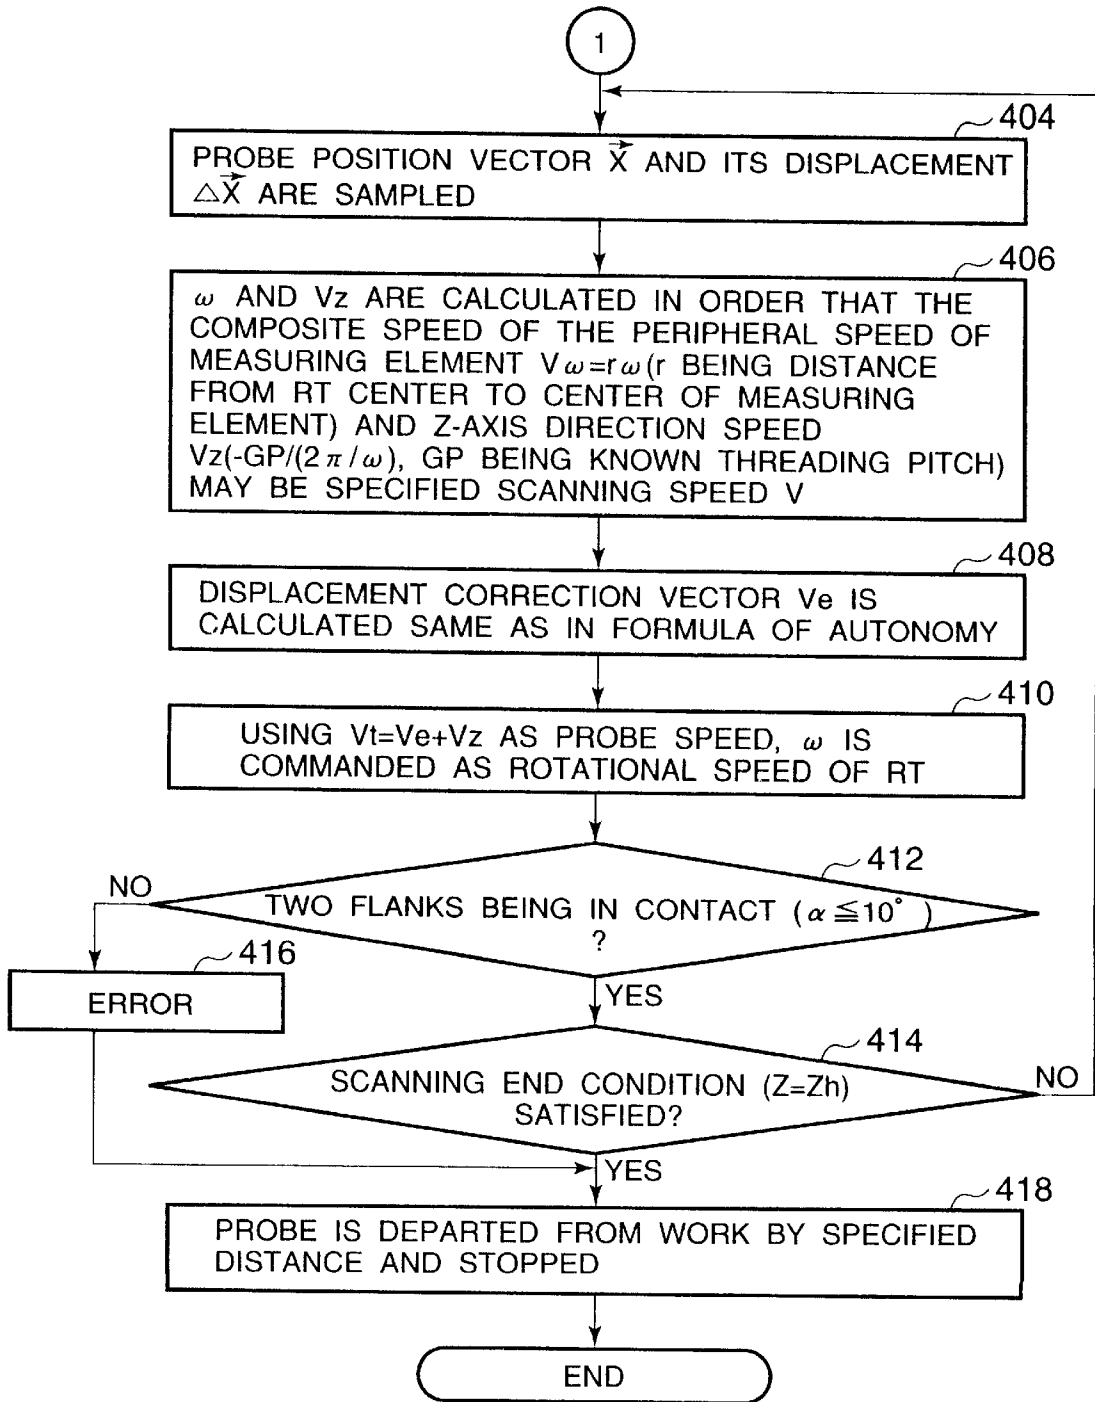 1
404
PROBE POSITION VECTOR X⃗ AND ITS DISPLACEMENT
△X⃗ ARE SAMPLED
406
ω AND Vz ARE CALCULATED IN ORDER THAT THE
COMPOSITE SPEED OF THE PERIPHERAL SPEED OF
MEASURING ELEMENT Vω=rω(r BEING DISTANCE
FROM RT CENTER TO CENTER OF MEASURING
ELEMENT) AND Z-AXIS DIRECTION SPEED
Vz(-GP/(2π/ω), GP BEING KNOWN THREADING PITCH)
MAY BE SPECIFIED SCANNING SPEED V
408
DISPLACEMENT CORRECTION VECTOR Ve IS
CALCULATED SAME AS IN FORMULA OF AUTONOMY
410
USING Vt=Ve+Vz AS PROBE SPEED, ω IS
COMMANDED AS ROTATIONAL SPEED OF RT
412
NO
TWO FLANKS BEING IN CONTACT (α≦10°)
?
416
ERROR
YES
414
SCANNING END CONDITION (Z=Zh)
SATISFIED?
NO
YES
418
PROBE IS DEPARTED FROM WORK BY SPECIFIED
DISTANCE AND STOPPED
END